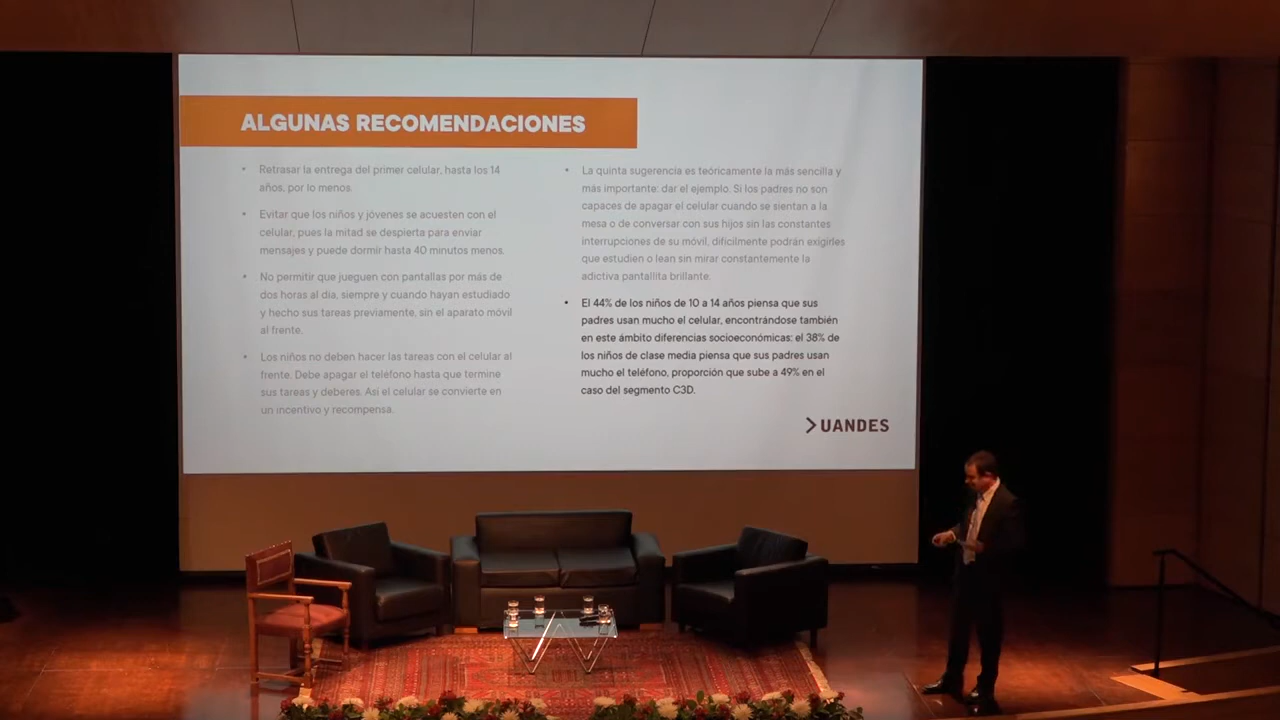 ALGUNAS RECOMENDACIONES
• Retrasar la entrega del primer celular, hasta los 14
años, por lo menos.
• Evitar que los niños y jóvenes se acuesten con el
celular, pues la mitad se despierta para enviar
mensajes y puede dormir hasta 40 minutos menos.
• No permitir que jueguen con pantallas por más de
dos horas al día, siempre y cuando hayan estudiado
y hecho sus tareas previamente, sin el aparato móvil
al frente.
• Los niños no deben hacer las tareas con el celular al
frente. Debe apagar el teléfono hasta que termine
sus tareas y deberes. Así el celular se convierte en
un incentivo y recompensa.
• La quinta sugerencia es teóricamente la más sencilla y
más importante: dar el ejemplo. Si los padres no son
capaces de apagar el celular cuando se sientan a la
mesa o de conversar con sus hijos sin las constantes
interrupciones de su móvil, difícilmente podrán exigirles
que estudien o lean sin mirar constantemente la
adictiva pantallita brillante.
• El 44% de los niños de 10 a 14 años piensa que sus
padres usan mucho el celular, encontrándose también
en este ámbito diferencias socioeconómicas: el 38% de
los niños de clase media piensa que sus padres usan
mucho el teléfono, proporción que sube a 49% en el
caso del segmento C3D.
UANDES